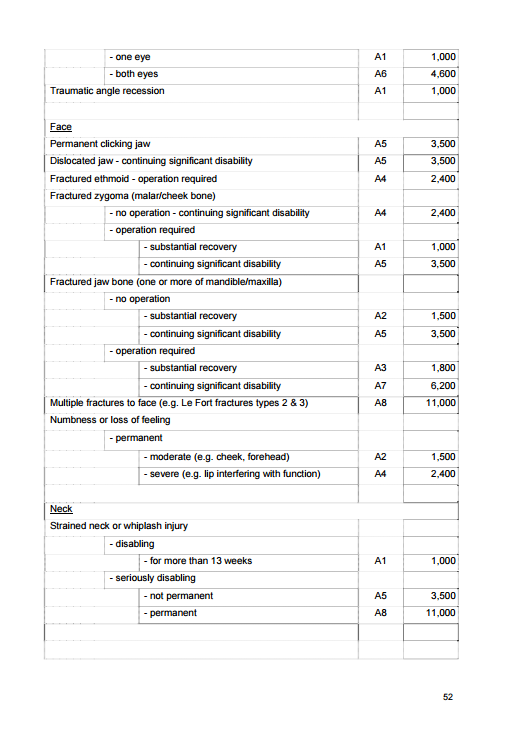 - one eye A1 1,000
- both eyes A6 4,600
Traumatic angle recession A1 1,000
Face
Permanent clicking jaw A5 3,500
Dislocated jaw - continuing significant disability A5 3,500
Fractured ethmoid - operation required A4 2,400
Fractured zygoma (malar/cheek bone)
- no operation - continuing significant disability A4 2,400
- operation required
- substantial recovery A1 1,000
- continuing significant disability A5 3,500
Fractured jaw bone (one or more of mandible/maxilla)
- no operation
- substantial recovery A2 1,500
- continuing significant disability A5 3,500
- operation required
- substantial recovery A3 1,800
- continuing significant disability A7 6,200
Multiple fractures to face (e.g. Le Fort fractures types 2 & 3) A8 11,000
Numbness or loss of feeling
- permanent
- moderate (e.g. cheek, forehead) A2 1,500
- severe (e.g. lip interfering with function) A4 2,400
Neck
Strained neck or whiplash injury
- disabling
- for more than 13 weeks A1 1,000
- seriously disabling
- not permanent A5 3,500
- permanent A8 11,000
52